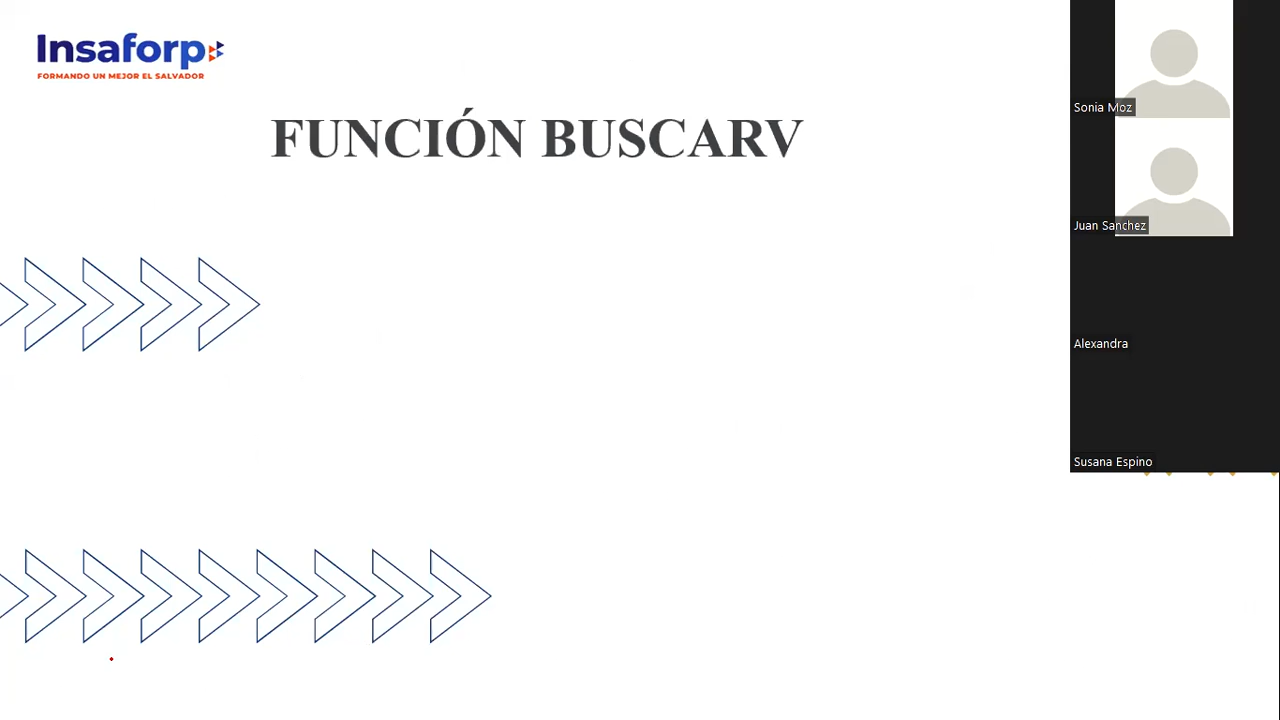 Insaforp
FORMANDO UN MEJOR EL SALVADOR
FUNCIÓN BUSCARV
Sonia Moz
Juan Sanchez
Alexandra
Susana Espino